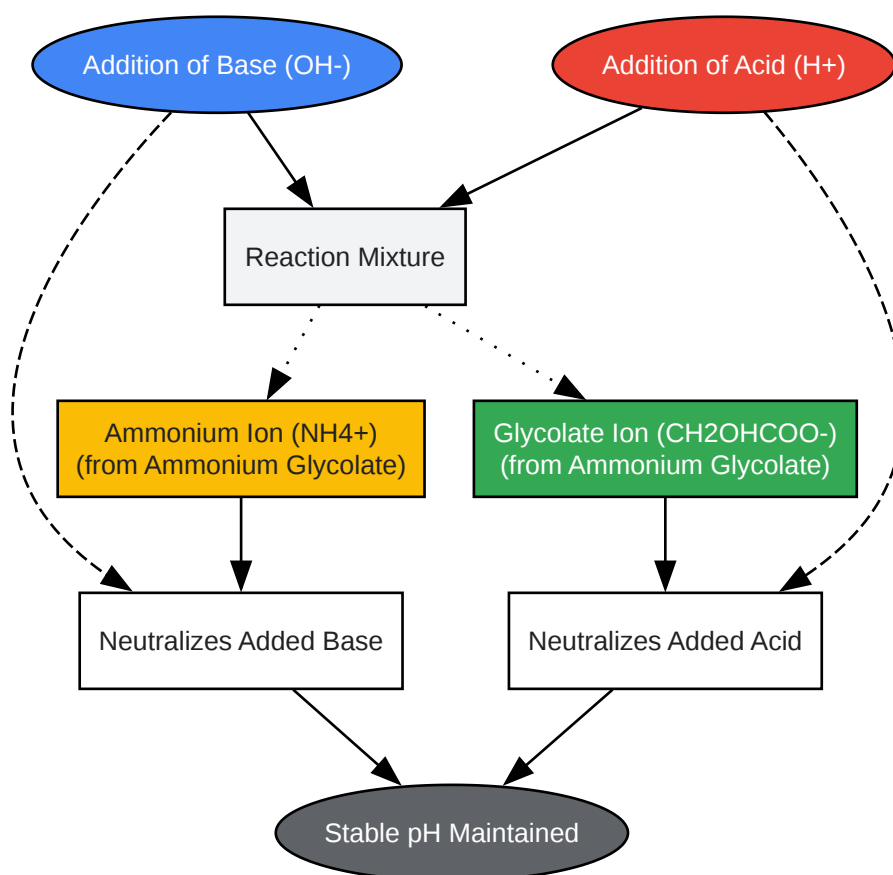 Addition of Base (OH-)
Addition of Acid (H+)
Reaction Mixture
Ammonium Ion (NH4+)
(from Ammonium Glycolate)
Glycolate Ion (CH2OHCOO-)
(from Ammonium Glycolate)
Neutralizes Added Base
Neutralizes Added Acid
Stable pH Maintained